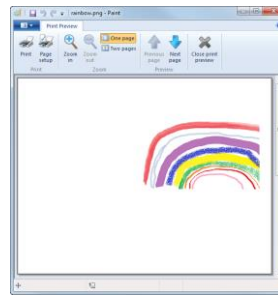 rainbow.png - Paint
Print Preview
One page
Two pages
Print
Page setup
Zoom in
Zoom out
Previous page
Next page
Close print preview
Print
Zoom
Preview